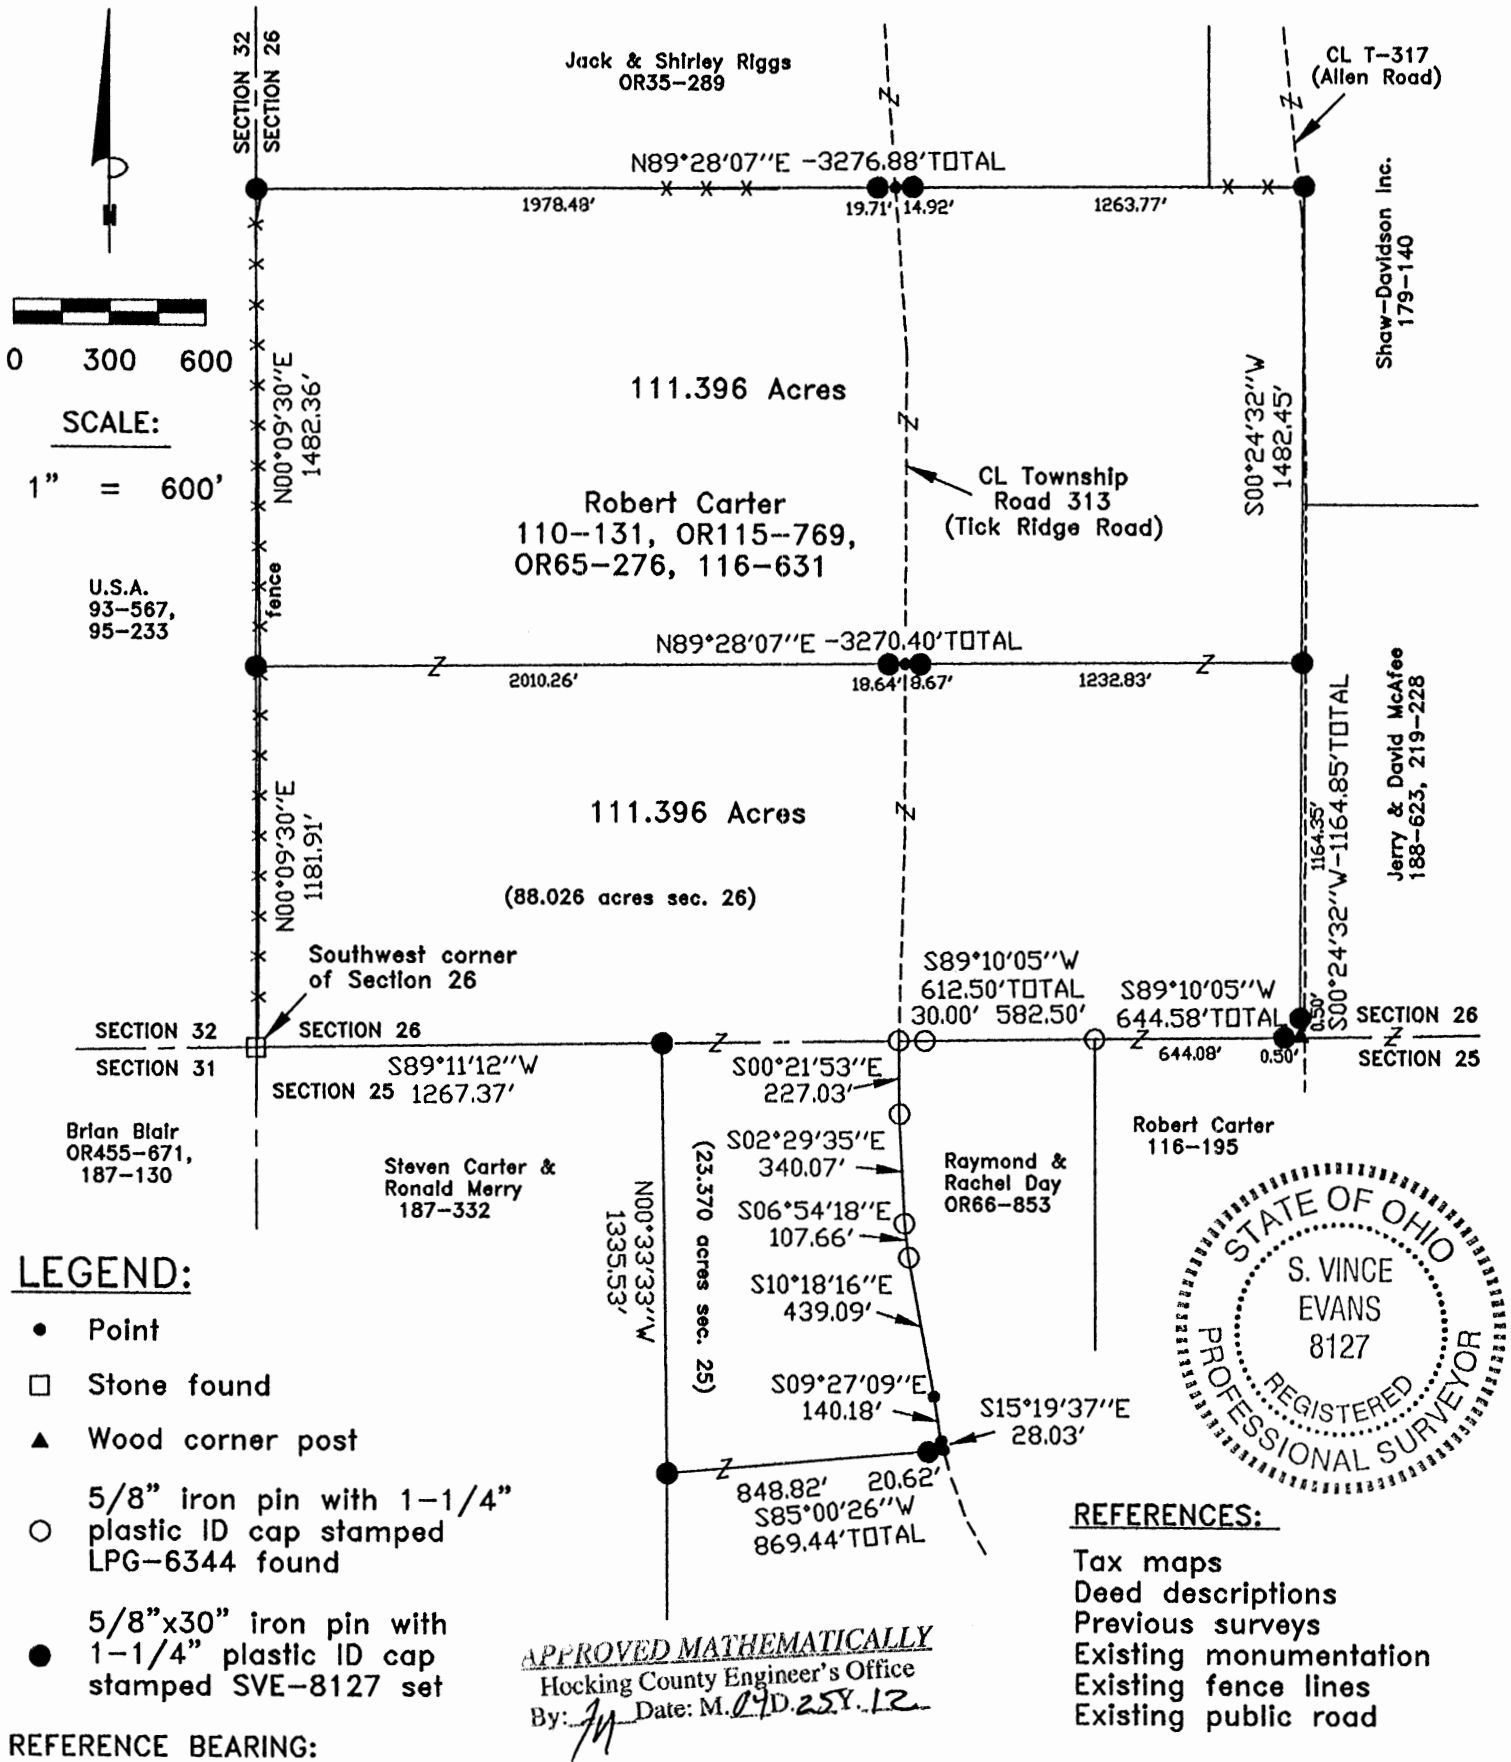 SECTION 32
SECTION 26
Jack & Shirley Riggs
OR35-289
CL T-317
(Allen Road)
N
N89°28'07"E -3276.88'TOTAL
1978.48'
19.71'
14.92'
1263.77'
Shaw-Davidson Inc.
179-140
0 300 600
SCALE:
1" = 600'
N00°09'30"E
1482.36'
111.396 Acres
S00°24'32"W
1482.45'
CL Township
Road 313
(Tick Ridge Road)
Robert Carter
110-131, OR115-769,
OR65-276, 116-631
U.S.A.
93-567,
95-233
fence
N89°28'07"E -3270.40'TOTAL
2010.26'
18.64'
8.67'
1232.83'
Jerry & David McAfee
188-623, 219-228
N00°09'30"E
1181.91'
111.396 Acres
(88.026 acres sec. 26)
1164.35'
S00°24'32"W-1164.85'TOTAL
0.50'
Southwest corner
of Section 26
S89°10'05"W
612.50'TOTAL
30.00' 582.50'
S89°10'05"W
644.58'TOTAL
SECTION 26
SECTION 25
SECTION 32
SECTION 31
SECTION 26
SECTION 25
S89°11'12"W
1267.37'
644.08'
0.50'
S00°21'53"E
227.03'
Brian Blair
OR455-671,
187-130
Steven Carter &
Ronald Merry
187-332
N00°33'33"W
1335.53'
(23.370 acres sec. 25)
S02°29'35"E
340.07'
S06°54'18"E
107.66'
S10°18'16"E
439.09'
S09°27'09"E
140.18'
S15°19'37"E
28.03'
Raymond &
Rachel Day
OR66-853
Robert Carter
116-195
848.82' 20.62'
S85°00'26"W
869.44'TOTAL
STATE OF OHIO
S. VINCE
EVANS
8127
REGISTERED
PROFESSIONAL SURVEYOR
LEGEND:
Point
Stone found
Wood corner post
5/8" iron pin with 1-1/4"
plastic ID cap stamped
LPG-6344 found
5/8"x30" iron pin with
1-1/4" plastic ID cap
stamped SVE-8127 set
REFERENCE BEARING:
APPROVED MATHEMATICALLY
Hocking County Engineer's Office
By: Date: M.04D.25Y.12
REFERENCES:
Tax maps
Deed descriptions
Previous surveys
Existing monumentation
Existing fence lines
Existing public road